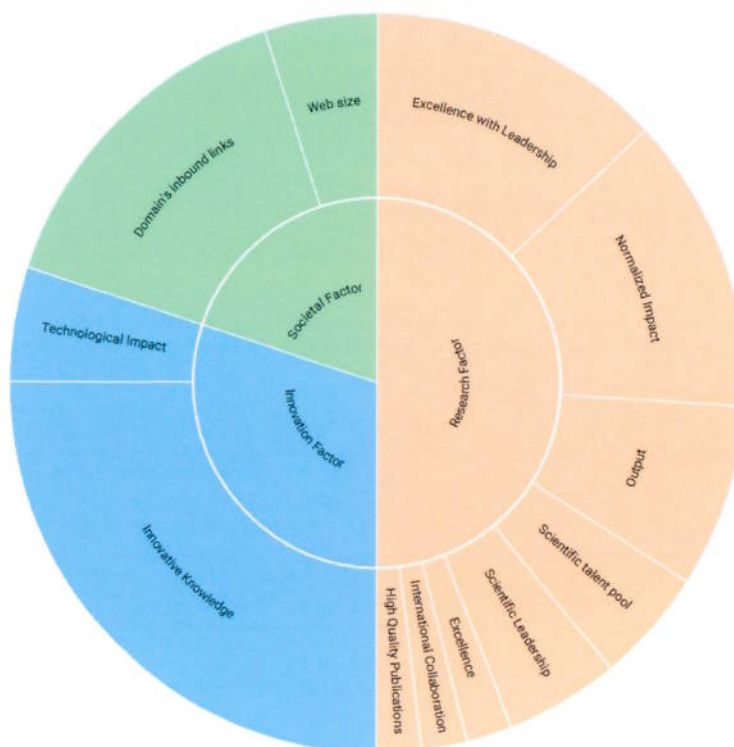 Web size
Excellence with Leadership
Domain's inbound links
Normalized Impact
Societal Factor
Technological Impact
Research Factor
Innovation Factor
Output
Innovative Knowledge
Scientific talent pool
Scientific Leadership
Excellence
International Collaboration
High Quality Publications